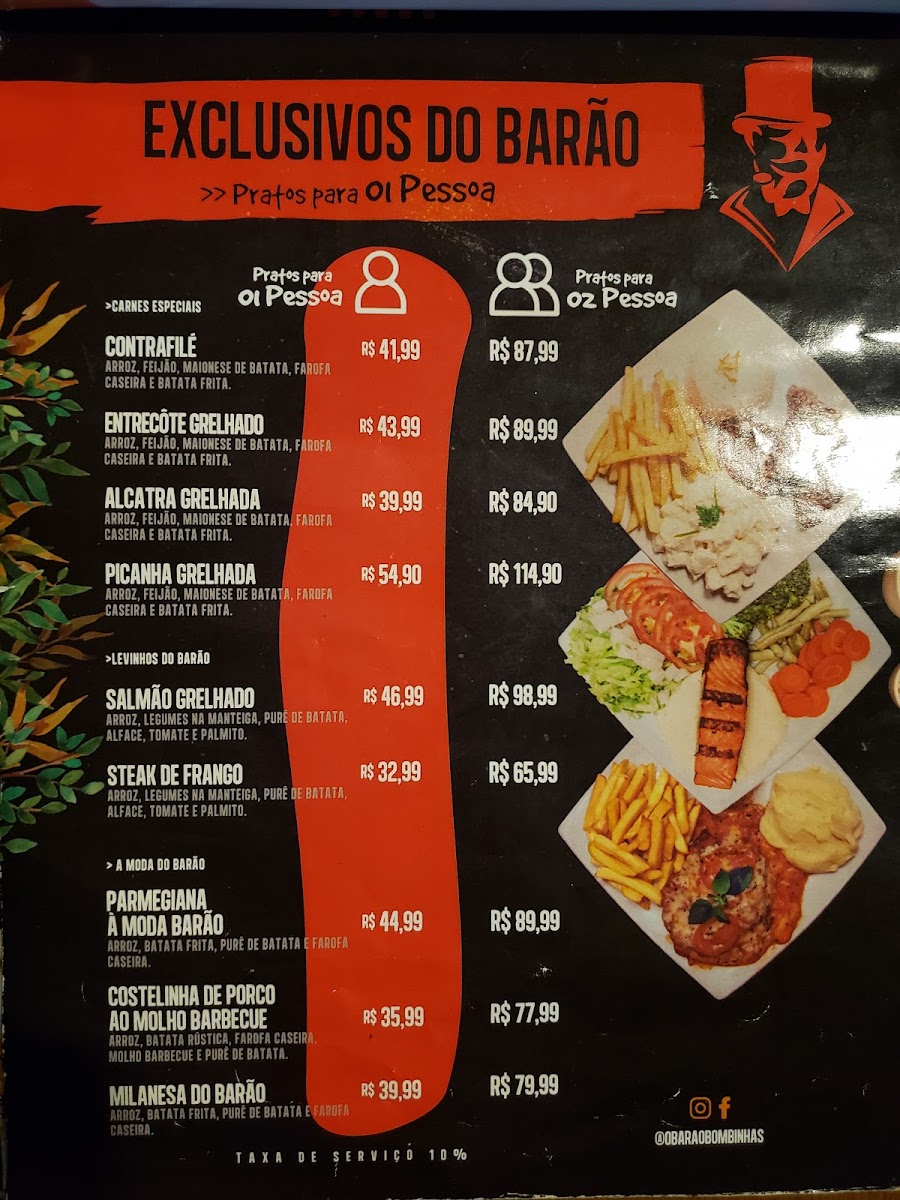 EXCLUSIVOS DO BARÃO
>> Pratos para 01 Pessoa
Pratos para
01 Pessoa
Pratos para
02 Pessoa
>CARNES ESPECIAIS
CONTRAFILÉ
R$ 41,99
R$ 87,99
ARROZ, FEIJÃO, MAIONESE DE BATATA, FAROFA
CASEIRA E BATATA FRITA.
ENTRECÔTE GRELHADO
R$ 43,99
R$ 89,99
ARROZ, FEIJÃO, MAIONESE DE BATATA, FAROFA
CASEIRA E BATATA FRITA.
ALCATRA GRELHADA
R$ 39,99
R$ 84,90
ARROZ, FEIJÃO, MAIONESE DE BATATA, FAROFA
CASEIRA E BATATA FRITA.
PICANHA GRELHADA
R$ 54,90
R$ 114,90
ARROZ, FEIJÃO, MAIONESE DE BATATA, FAROFA
CASEIRA E BATATA FRITA.
>LEVINHOS DO BARÃO
SALMÃO GRELHADO
R$ 46,99
R$ 98,99
ARROZ, LEGUMES NA MANTEIGA, PURÊ DE BATATA,
ALFACE, TOMATE E PALMITO.
STEAK DE FRANGO
R$ 32,99
R$ 65,99
ARROZ, LEGUMES NA MANTEIGA, PURÊ DE BATATA,
ALFACE, TOMATE E PALMITO.
> A MODA DO BARÃO
PARMEGIANA
À MODA BARÃO
R$ 44,99
R$ 89,99
ARROZ, BATATA FRITA, PURÊ DE BATATA E FAROFA
CASEIRA.
COSTELINHA DE PORCO
AO MOLHO BARBECUE
R$ 35,99
R$ 77,99
ARROZ, BATATA RÚSTICA, FAROFA CASEIRA,
MOLHO BARBECUE E PURÊ DE BATATA.
MILANESA DO BARÃO
R$ 39,99
R$ 79,99
ARROZ, BATATA FRITA, PURÊ DE BATATA E FAROFA
CASEIRA.
@OBARAOBOMBINHAS
TAXA DE SERVIÇO 10%